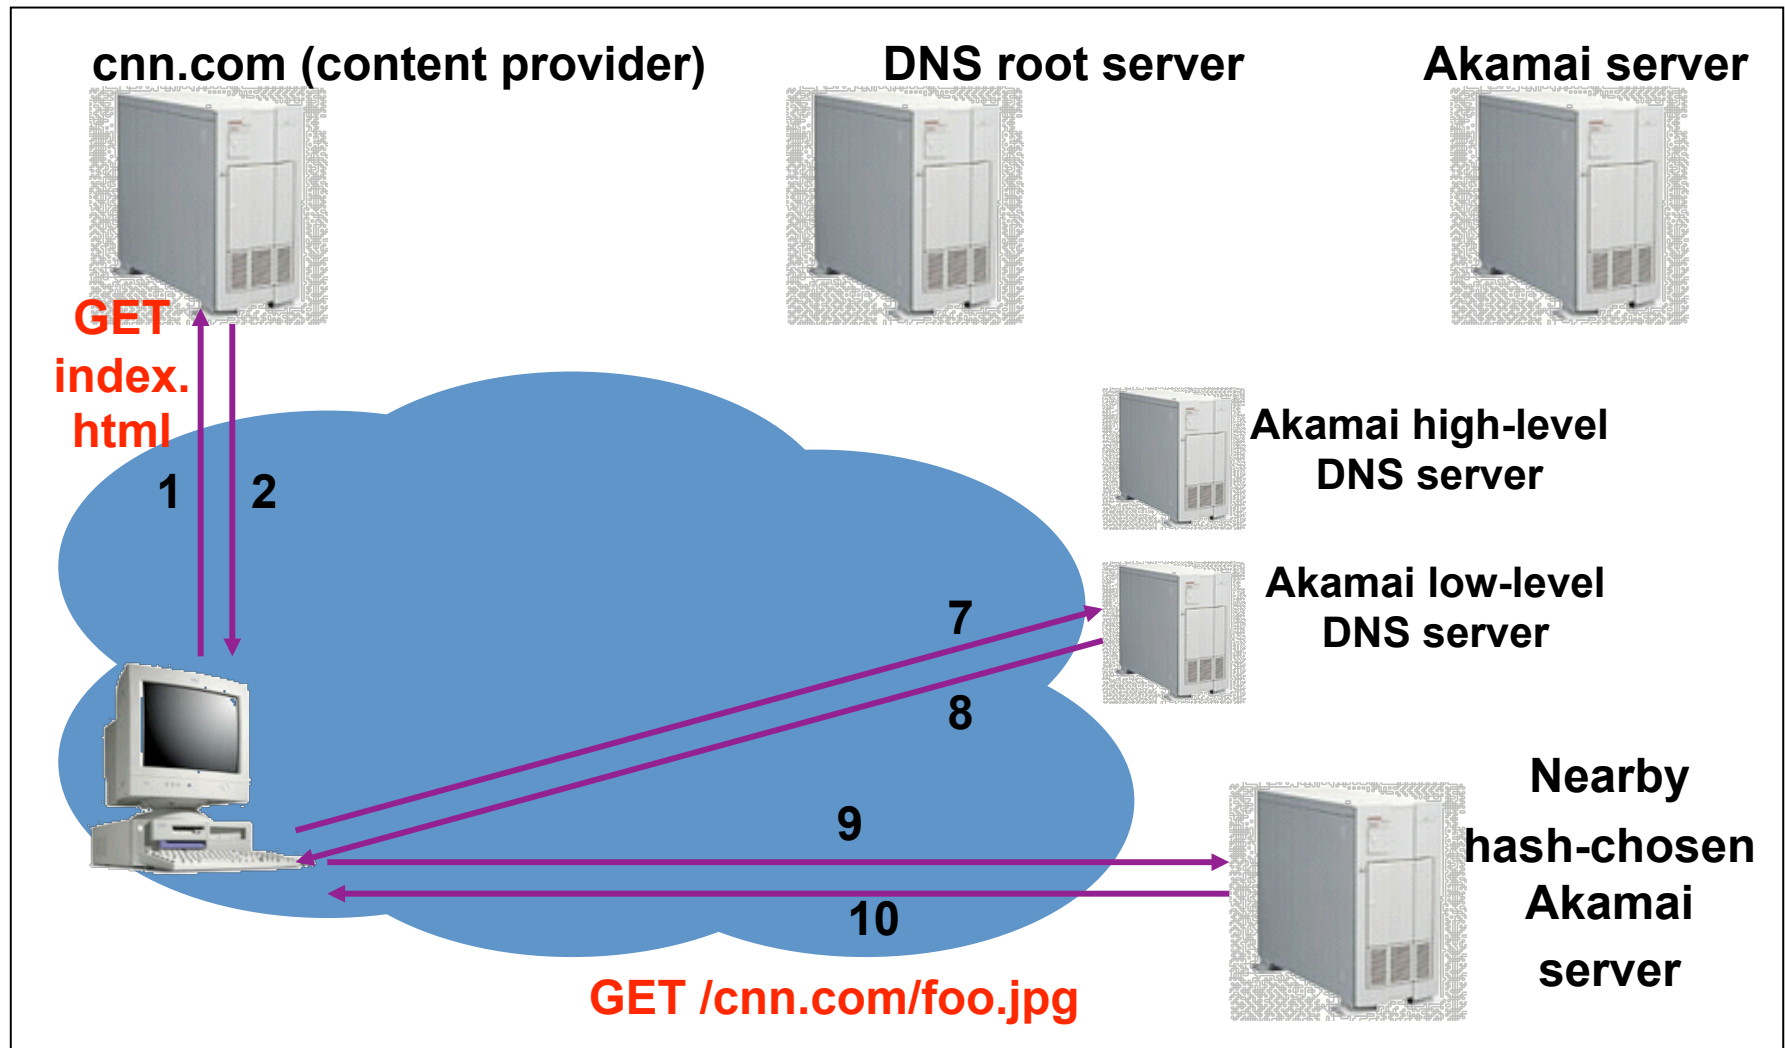 cnn.com (content provider)
DNS root server
Akamai server
GET
index.
html
1
2
Akamai high-level
DNS server
Akamai low-level
DNS server
7
8
9
10
Nearby
hash-chosen
Akamai
server
GET /cnn.com/foo.jpg